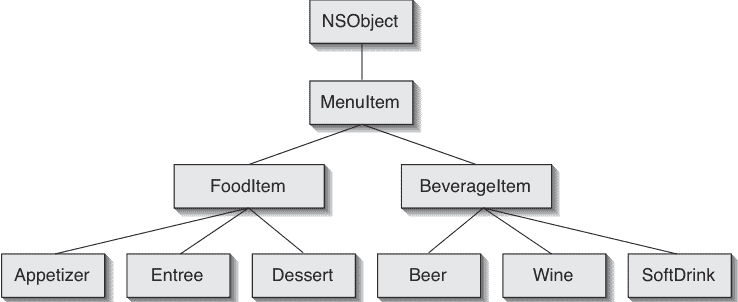 NSObject
MenuItem
FoodItem
BeverageItem
Appetizer
Entree
Dessert
Beer
Wine
SoftDrink